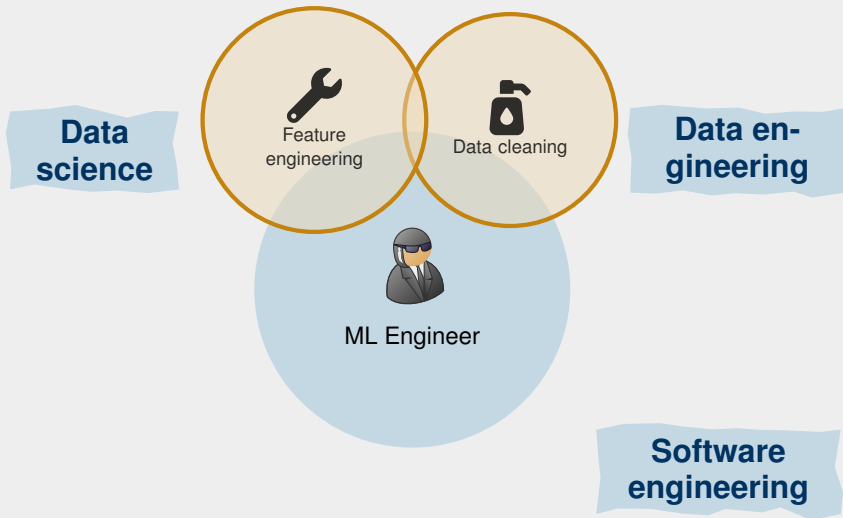 Feature
engineering
Data cleaning
Data
science
Data en-
gineering
ML Engineer
Software
engineering